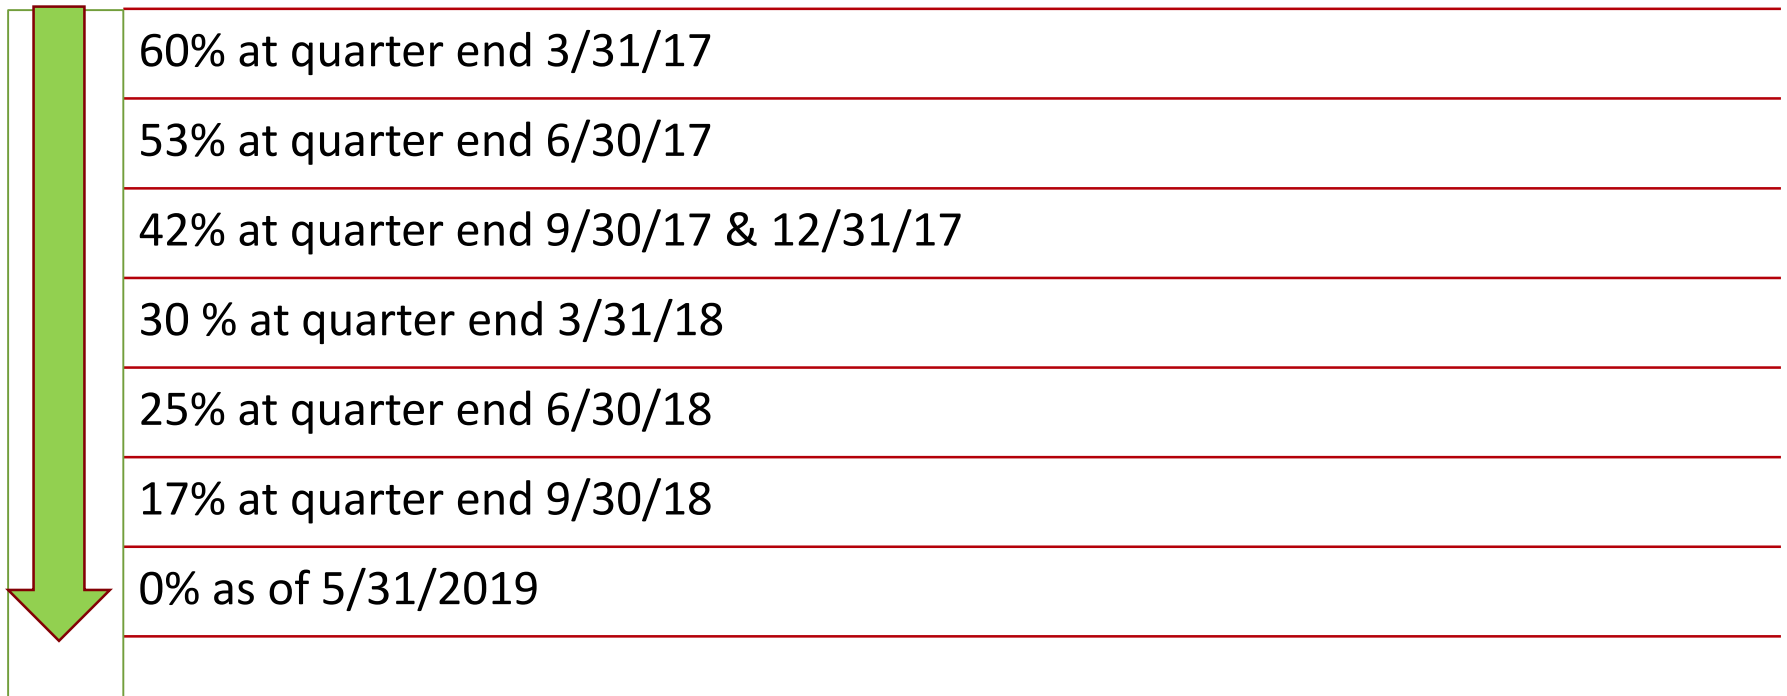 60% at quarter end 3/31/17
53% at quarter end 6/30/17
42% at quarter end 9/30/17 & 12/31/17
30 % at quarter end 3/31/18
25% at quarter end 6/30/18
17% at quarter end 9/30/18
0% as of 5/31/2019